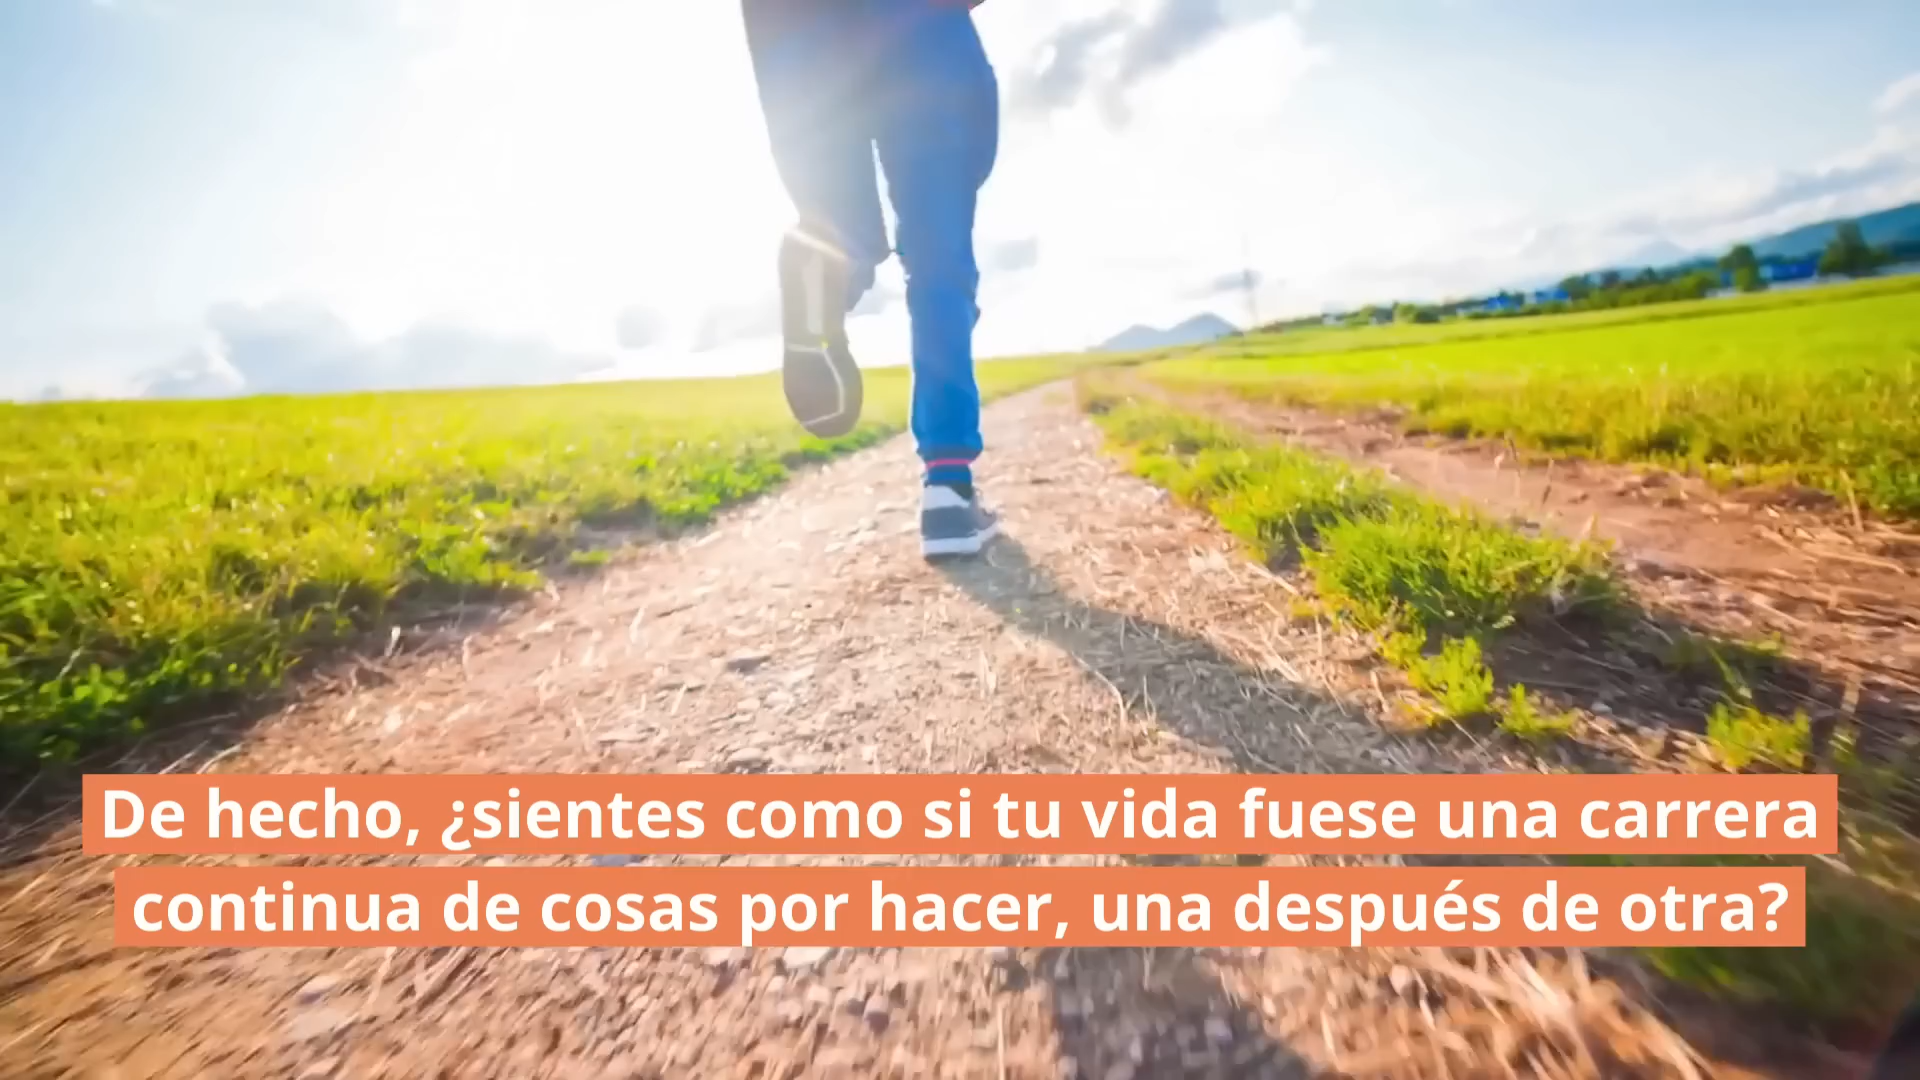 De hecho, ¿sientes como si tu vida fuese una carrera
continua de cosas por hacer, una después de otra?